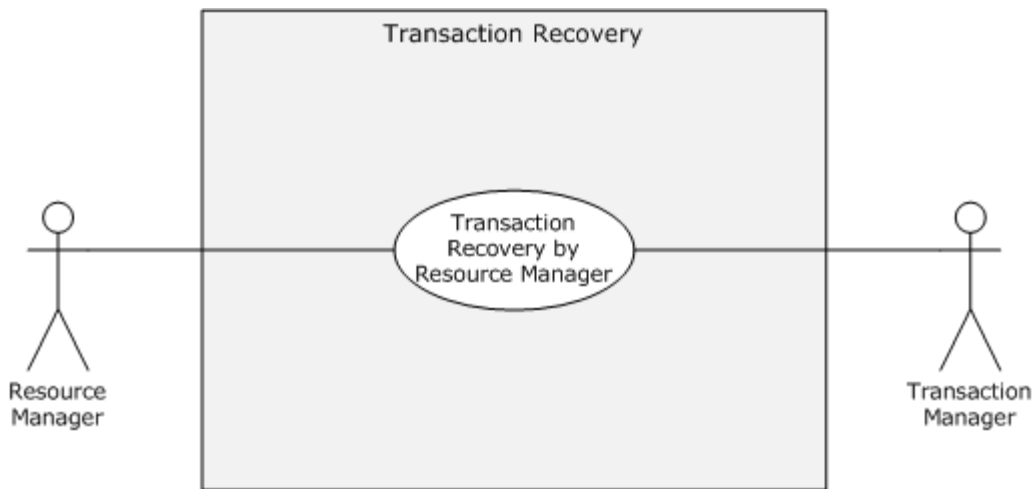 Transaction Recovery
Transaction
Recovery by
Resource Manager
Resource
Manager
Transaction
Manager